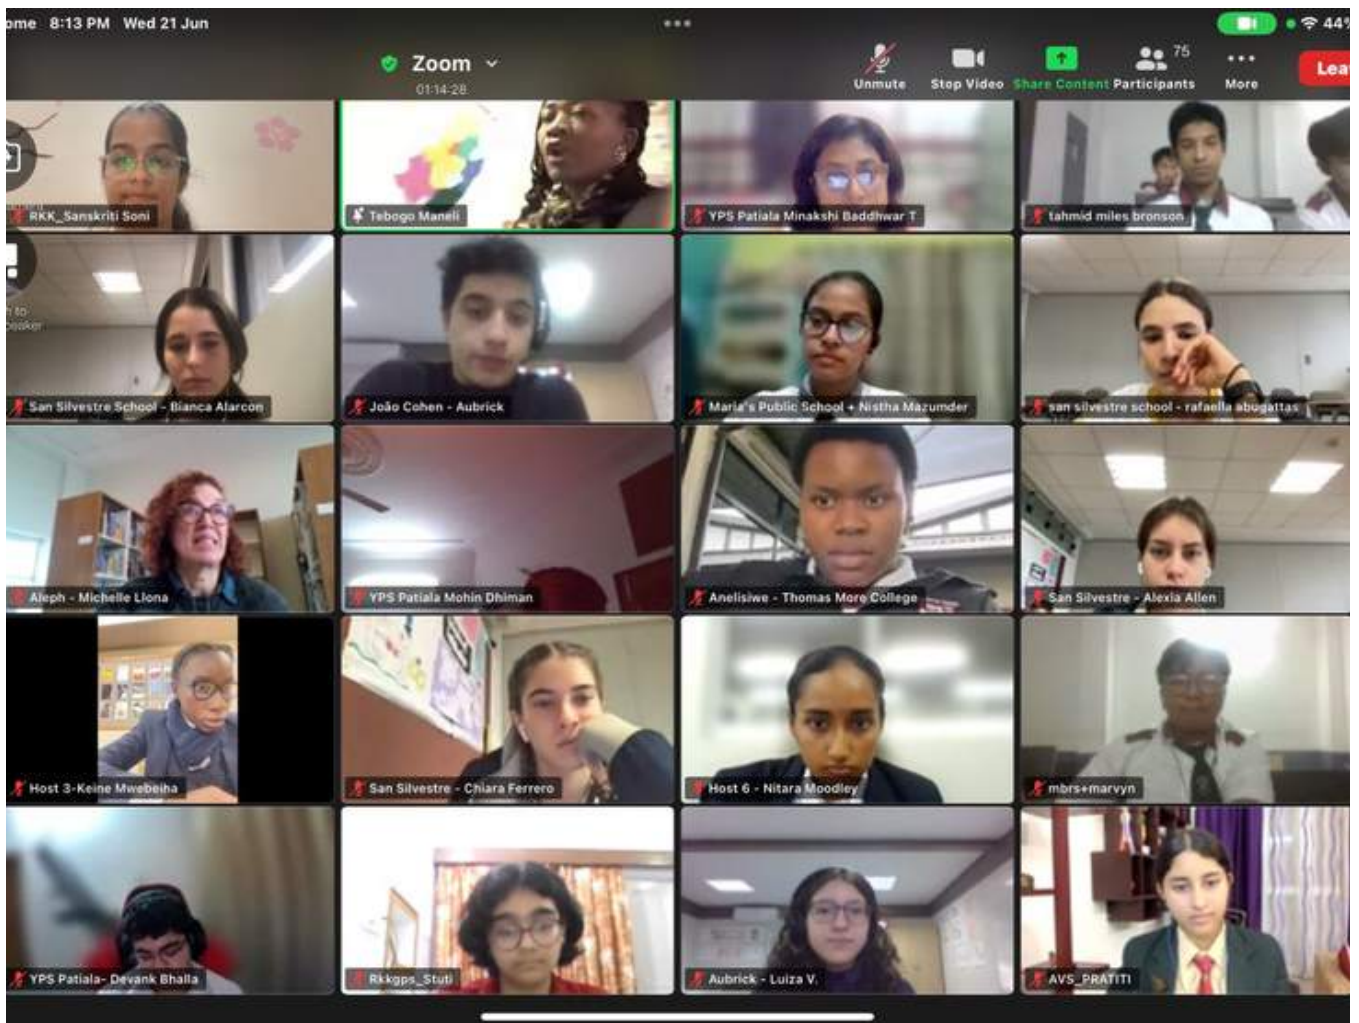 ome 8:13 PM Wed 21 Jun
44%
Zoom
01:14:28
Unmute
Stop Video
Share Content
75
Participants
More
Lea
RKK_Sanskriti Soni
Tebogo Maneli
YPS Patiala Minakshi Baddhwar T
tahmid miles bronson
San Silvestre School - Bianca Alarcon
João Cohen - Aubrick
Maria's Public School + Nistha Mazumder
san silvestre school - rafaella abugattas
Aleph - Michelle Llona
YPS Patiala Mohin Dhiman
Anelisiwe - Thomas More College
San Silvestre - Alexia Allen
Host 3-Keine Mwebeiha
San Silvestre - Chiara Ferrero
Host 6 - Nitara Moodley
mbrs+marvyn
YPS Patiala- Devank Bhalla
Rkkgps_Stuti
Aubrick - Luiza V.
AVS_PRATITI